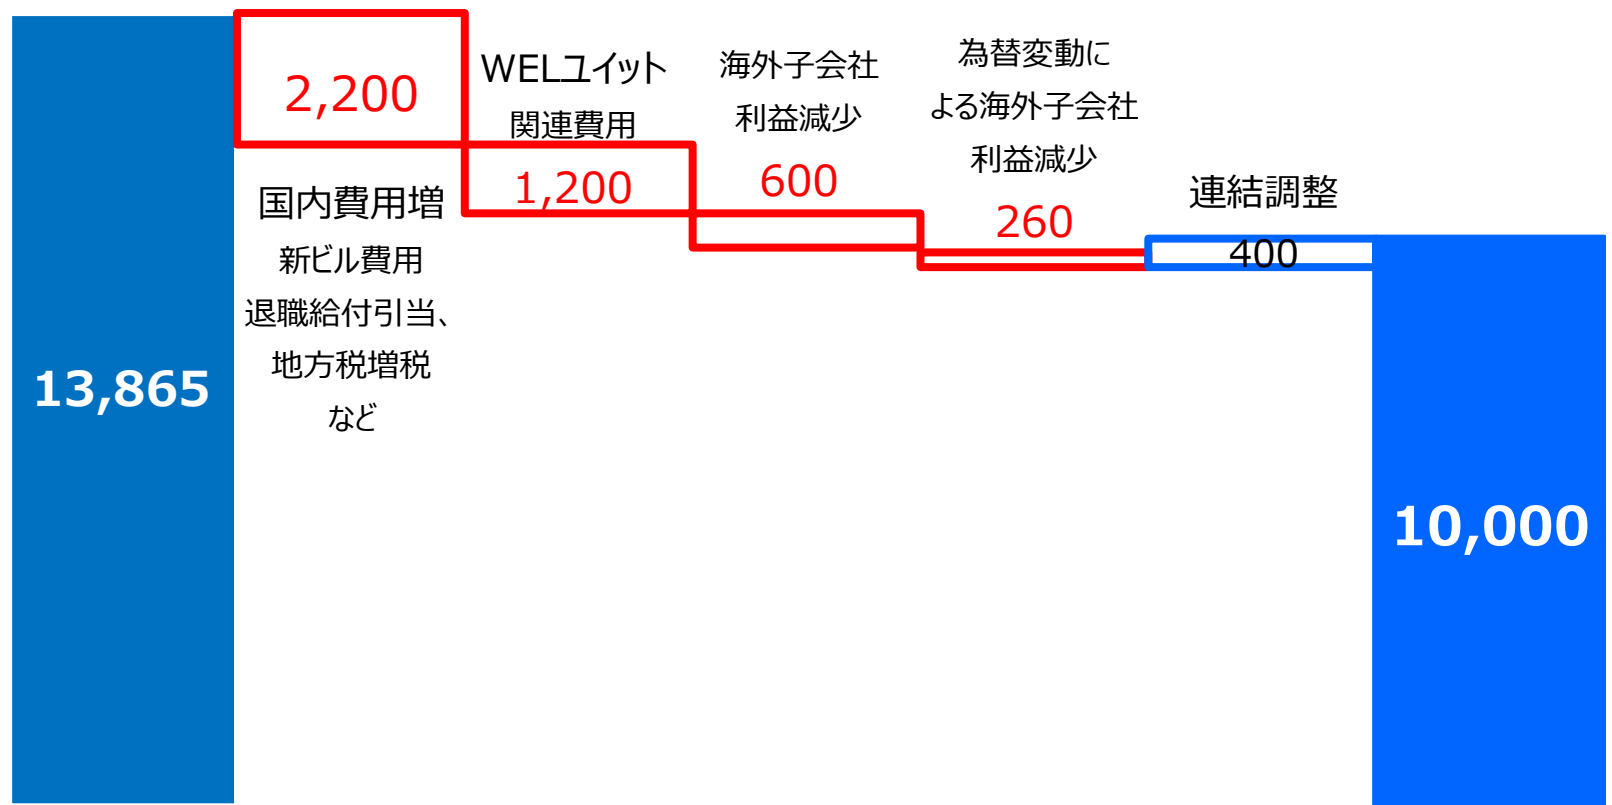 13,865
2,200
国内費用増
新ビル費用
退職給付引当、
地方税増税
など
WELユイット
関連費用
1,200
海外子会社
利益減少
600
為替変動に
よる海外子会社
利益減少
260
連結調整
400
10,000